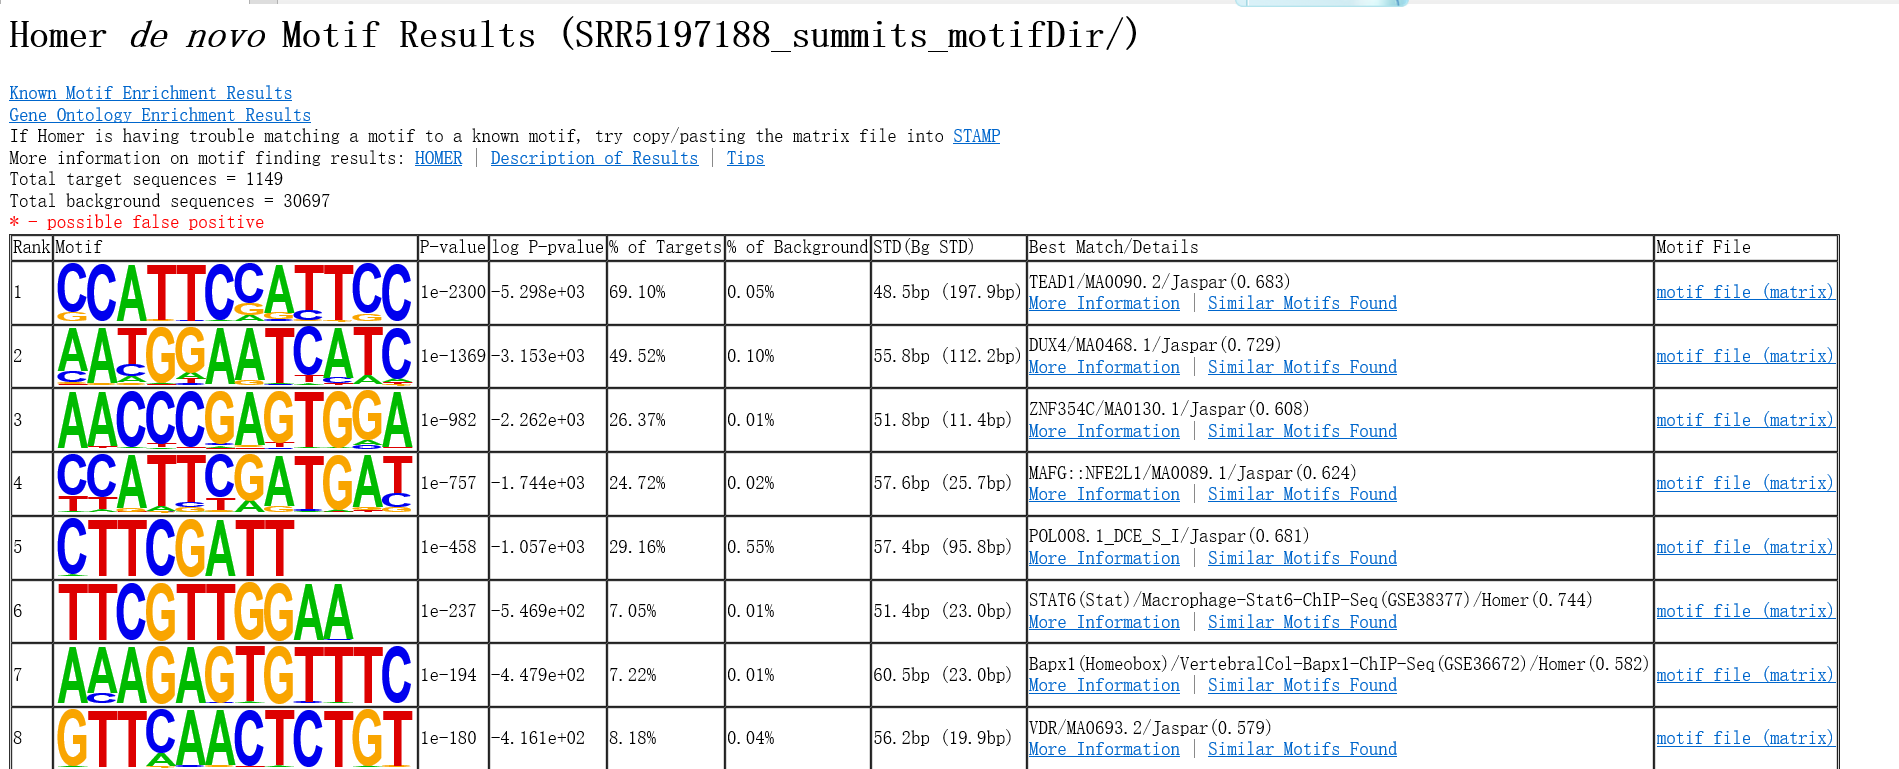 Homer de novo Motif Results (SRR5197188_summits_motifDir/)
Known Motif Enrichment Results
Gene Ontology Enrichment Results
If Homer is having trouble matching a motif to a known motif, try copy/pasting the matrix file into STAMP
More information on motif finding results: HOMER | Description of Results | Tips
Total target sequences = 1149
Total background sequences = 30697
* - possible false positive
Rank Motif P-value log P-pvalue % of Targets % of Background STD(Bg STD) Best Match/Details Motif File
1 CCATTCCATTCC 1e-2300 -5.298e+03 69.10% 0.05% 48.5bp (197.9bp) TEAD1/MA0090.2/Jaspar(0.683)
More Information | Similar Motifs Found motif file (matrix)
2 AATGGAATCATC 1e-1369 -3.153e+03 49.52% 0.10% 55.8bp (112.2bp) DUX4/MA0468.1/Jaspar(0.729)
More Information | Similar Motifs Found motif file (matrix)
3 AACCCGAGTGGA 1e-982 -2.262e+03 26.37% 0.01% 51.8bp (11.4bp) ZNF354C/MA0130.1/Jaspar(0.608)
More Information | Similar Motifs Found motif file (matrix)
4 CCATTCGATGAT 1e-757 -1.744e+03 24.72% 0.02% 57.6bp (25.7bp) MAFG::NFE2L1/MA0089.1/Jaspar(0.624)
More Information | Similar Motifs Found motif file (matrix)
5 CTTCGATT 1e-458 -1.057e+03 29.16% 0.55% 57.4bp (95.8bp) POL008.1_DCE_S_I/Jaspar(0.681)
More Information | Similar Motifs Found motif file (matrix)
6 TTCGTTGGAA 1e-237 -5.469e+02 7.05% 0.01% 51.4bp (23.0bp) STAT6(Stat)/Macrophage-Stat6-ChIP-Seq(GSE38377)/Homer(0.744)
More Information | Similar Motifs Found motif file (matrix)
7 AAAGAGTGTTTC 1e-194 -4.479e+02 7.22% 0.01% 60.5bp (23.0bp) Bapx1(Homeobox)/VertebralCol-Bapx1-ChIP-Seq(GSE36672)/Homer(0.582)
More Information | Similar Motifs Found motif file (matrix)
8 GTTCAACTCTGT 1e-180 -4.161e+02 8.18% 0.04% 56.2bp (19.9bp) VDR/MA0693.2/Jaspar(0.579)
More Information | Similar Motifs Found motif file (matrix)